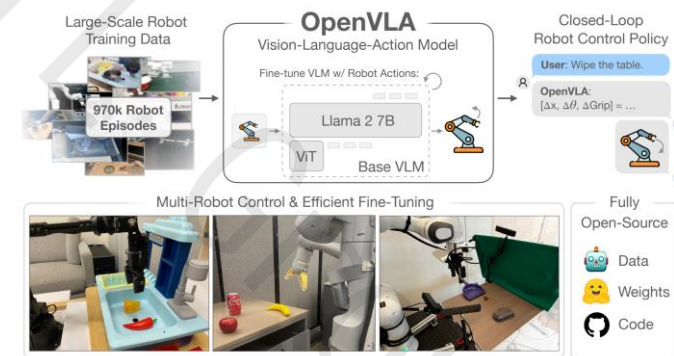 Large-Scale Robot
Training Data
970k Robot
Episodes
OpenVLA
Vision-Language-Action Model
Fine-tune VLM w/ Robot Actions:
Llama 2 7B
ViT
Base VLM
Closed-Loop
Robot Control Policy
User: Wipe the table.
OpenVLA:
[Δx, Δθ, ΔGrip] = ...
Multi-Robot Control & Efficient Fine-Tuning
Fully
Open-Source
Data
Weights
Code